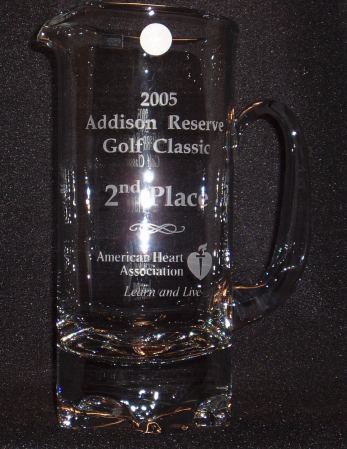 2005
Addison Reserve
Golf Classic
2nd Place
American Heart
Association
Learn and Live